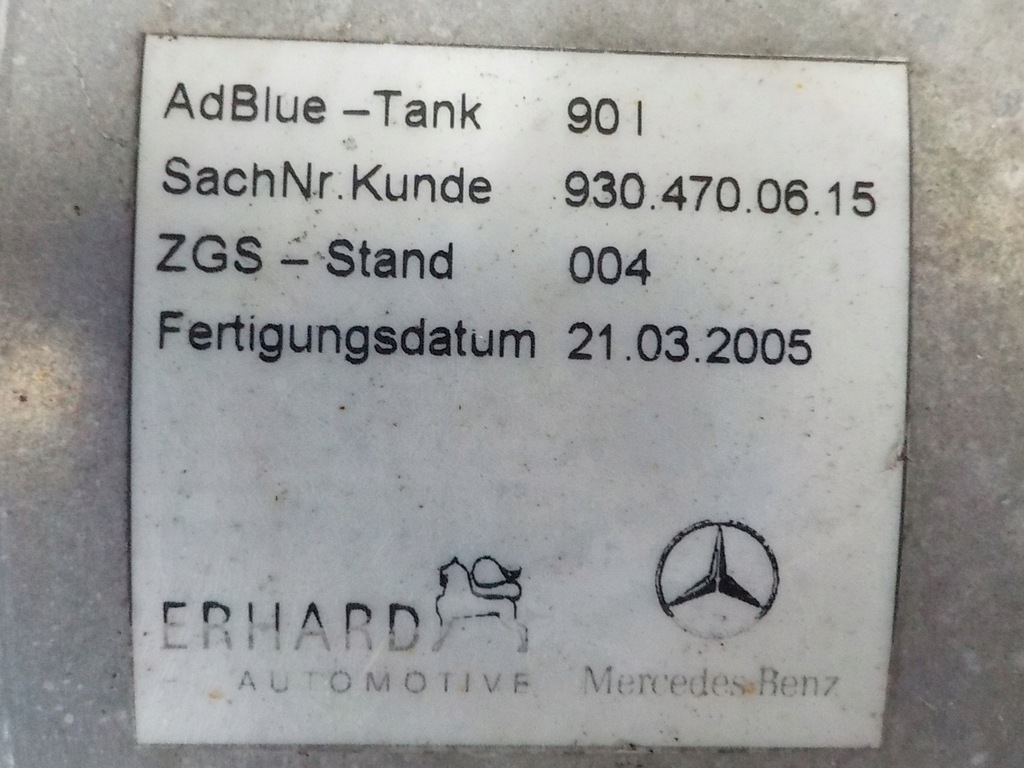 AdBlue –Tank 90 l
SachNr.Kunde 930.470.06.15
ZGS – Stand 004
Fertigungsdatum 21.03.2005
ERHARD
AUTOMOTIVE
Mercedes-Benz